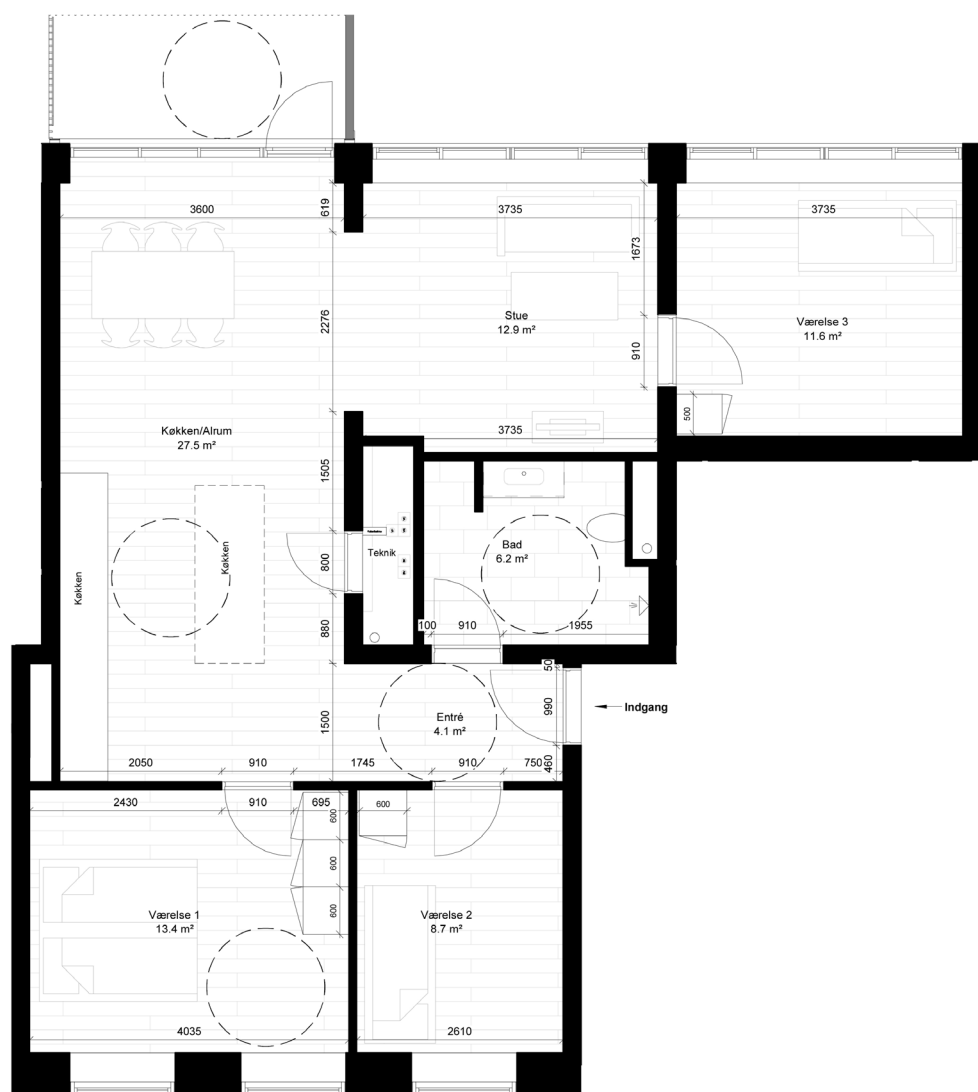 3600
619
3735
1673
3735
2276
Stue
12.9 m²
910
Værelse 3
11.6 m²
500
3735
Køkken/Alrum
27.5 m²
1505
Køkken
Køkken
800
Teknik
Bad
6.2 m²
880
100
910
1955
50
1500
Entré
4.1 m²
990
Indgang
460
2050
910
1745
910
750
2430
910
695
600
600
600
600
Værelse 1
13.4 m²
Værelse 2
8.7 m²
4035
2610